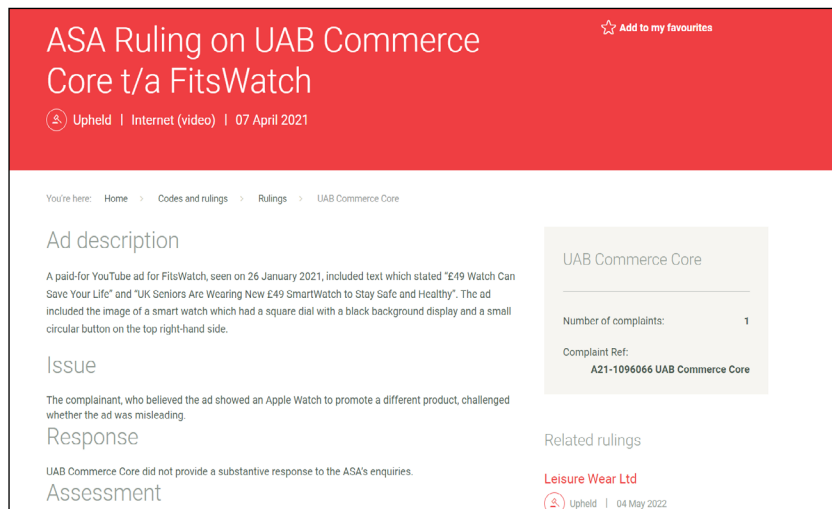 ASA Ruling on UAB Commerce
Core t/a FitsWatch
Add to my favourites
Upheld | Internet (video) | 07 April 2021
You're here: Home > Codes and rulings > Rulings > UAB Commerce Core
Ad description
A paid-for YouTube ad for FitsWatch, seen on 26 January 2021, included text which stated “£49 Watch Can
Save Your Life” and “UK Seniors Are Wearing New £49 SmartWatch to Stay Safe and Healthy”. The ad
included the image of a smart watch which had a square dial with a black background display and a small
circular button on the top right-hand side.
Issue
The complainant, who believed the ad showed an Apple Watch to promote a different product, challenged
whether the ad was misleading.
Response
UAB Commerce Core did not provide a substantive response to the ASA's enquiries.
Assessment
UAB Commerce Core
Number of complaints: 1
Complaint Ref:
A21-1096066 UAB Commerce Core
Related rulings
Leisure Wear Ltd
Upheld | 04 May 2022